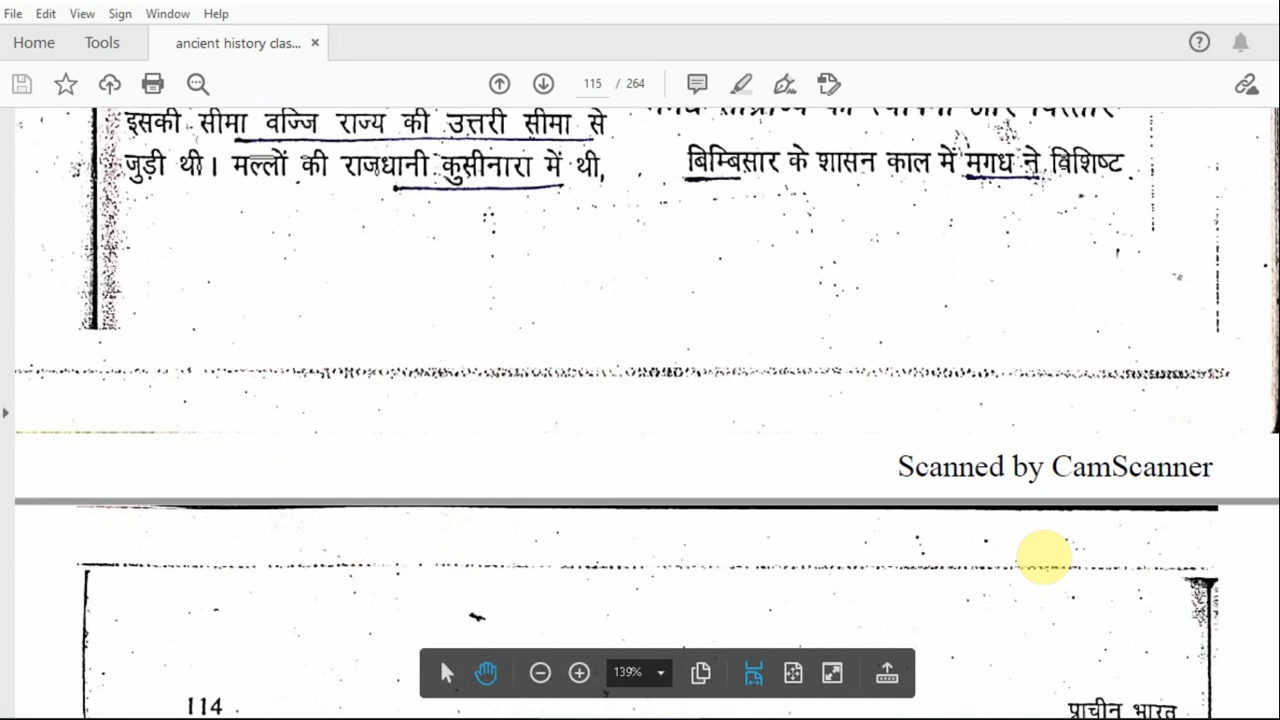 File Edit View Sign Window Help
Home Tools ancient history clas... ×
115 / 264
इसकी सीमा वज्जि राज्य की उत्तरी सीमा से
जुड़ी थी। मल्लों की राजधानी कुसीनारा में थी,
बिम्बिसार के शासन काल में मगध ने विशिष्ट
Scanned by CamScanner
139%
114
प्राचीन भारत